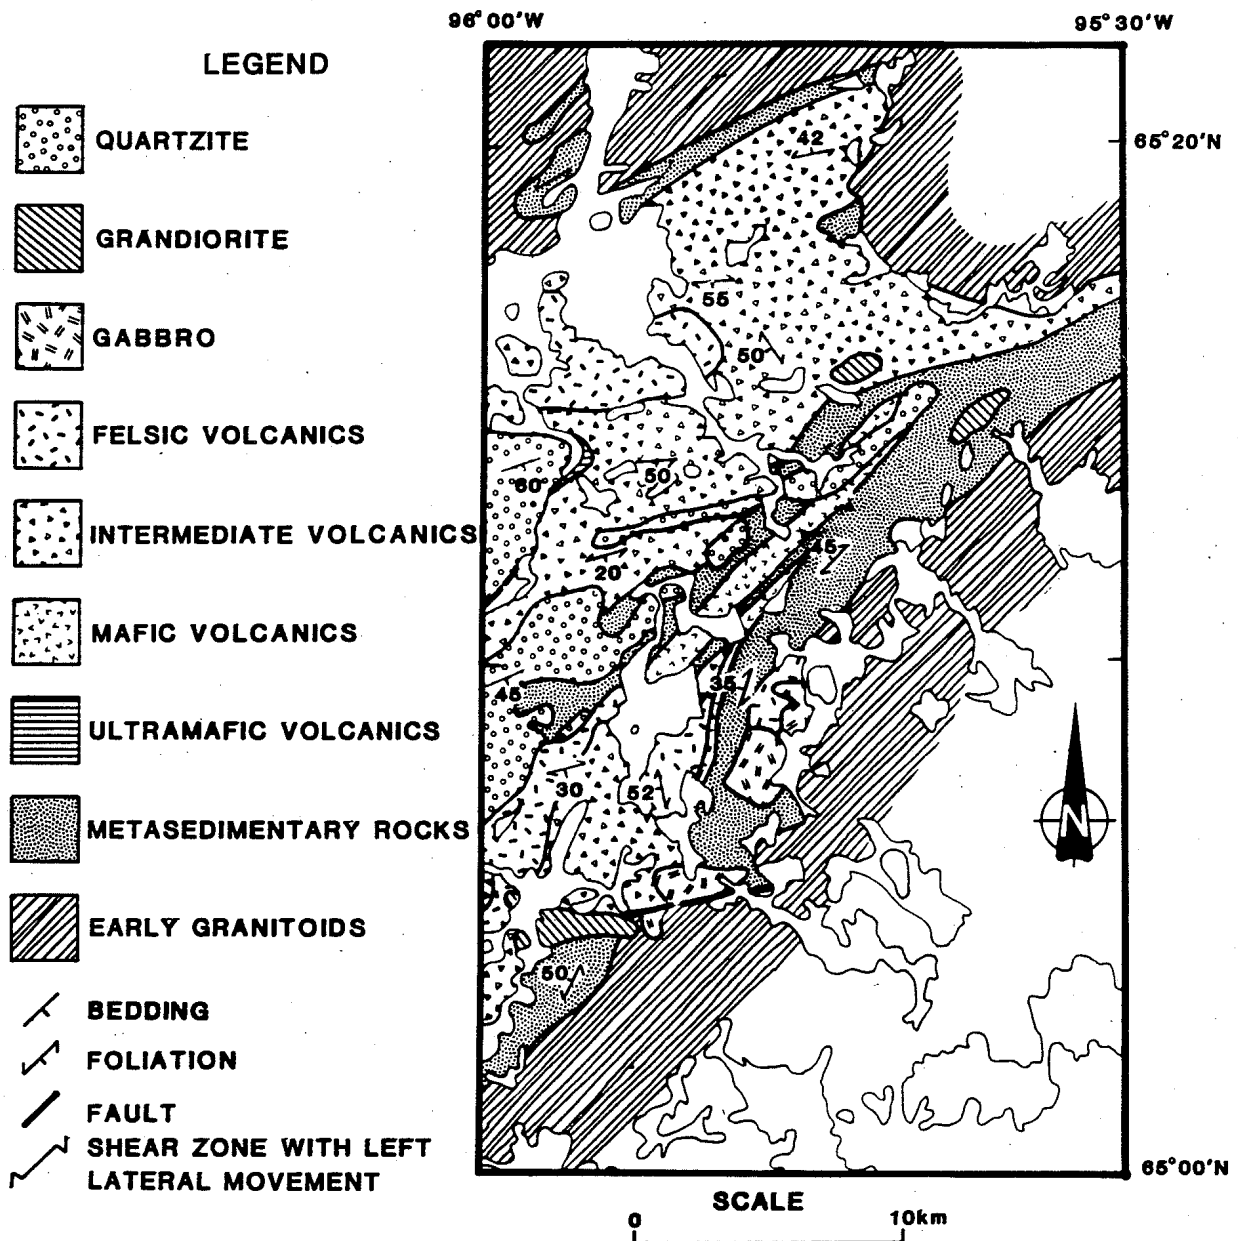 96°00'W
95°30'W
LEGEND
QUARTZITE
GRANDIORITE
GABBRO
FELSIC VOLCANICS
INTERMEDIATE VOLCANICS
MAFIC VOLCANICS
ULTRAMAFIC VOLCANICS
METASEDIMENTARY ROCKS
EARLY GRANITOIDS
BEDDING
FOLIATION
FAULT
SHEAR ZONE WITH LEFT
LATERAL MOVEMENT
65°20'N
42
55
50
60
50
45
20
35
45
30
52
50
N
65°00'N
SCALE
0
10km